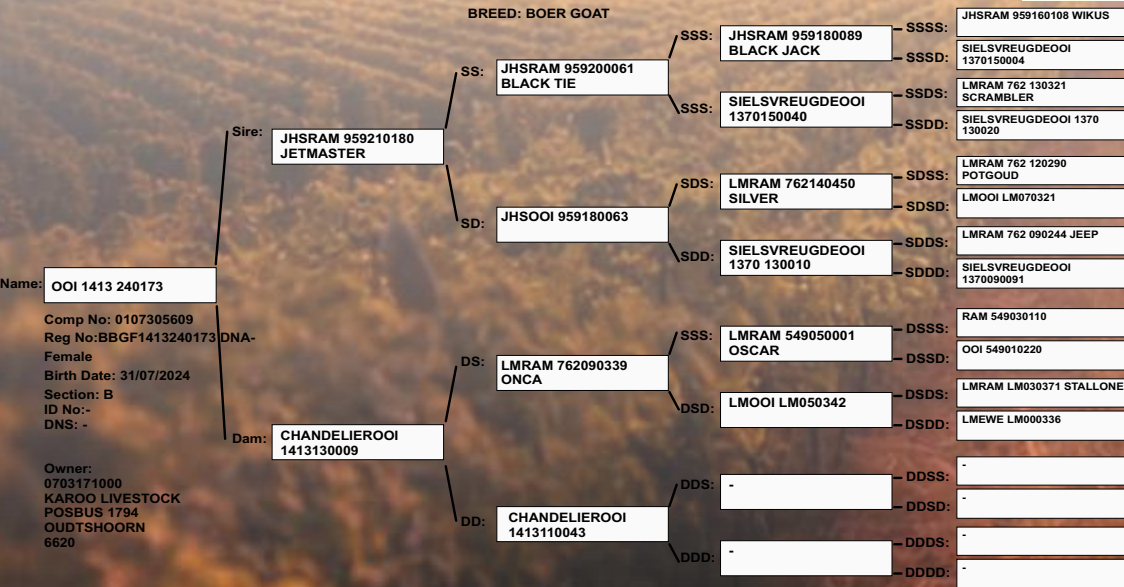 BREED: BOER GOAT
Name: OOI 1413 240173
Comp No: 0107305609
Reg No:BBGF1413240173 DNA-
Female
Birth Date: 31/07/2024
Section: B
ID No:-
DNS: -
Owner:
0703171000
KAROO LIVESTOCK
POSBUS 1794
OUDTSHOORN
6620
Sire: JHSRAM 959210180
JETMASTER
Dam: CHANDELIEROOI
1413130009
SS: JHSRAM 959200061
BLACK TIE
SD: JHSOOI 959180063
DS: LMRAM 762090339
ONCA
DD: CHANDELIEROOI
1413110043
SSS: JHSRAM 959180089
BLACK JACK
SSS: SIELSVREUGDEOOI
1370150040
SDS: LMRAM 762140450
SILVER
SDD: SIELSVREUGDEOOI
1370 130010
SSS: LMRAM 549050001
OSCAR
DSD: LMOOI LM050342
DDS: -
DDD: -
SSSS: JHSRAM 959160108 WIKUS
SSSD: SIELSVREUGDEOOI
1370150004
SSDS: LMRAM 762 130321
SCRAMBLER
SSDD: SIELSVREUGDEOOI 1370
130020
SDSS: LMRAM 762 120290
POTGOUD
SDSD: LMOOI LM070321
SDDS: LMRAM 762 090244 JEEP
SDDD: SIELSVREUGDEOOI
1370090091
DSSS: RAM 549030110
DSSD: OOI 549010220
DSDS: LMRAM LM030371 STALLONE
DSDD: LMEWE LM000336
DDSS: -
DDSD: -
DDDS: -
DDDD: -